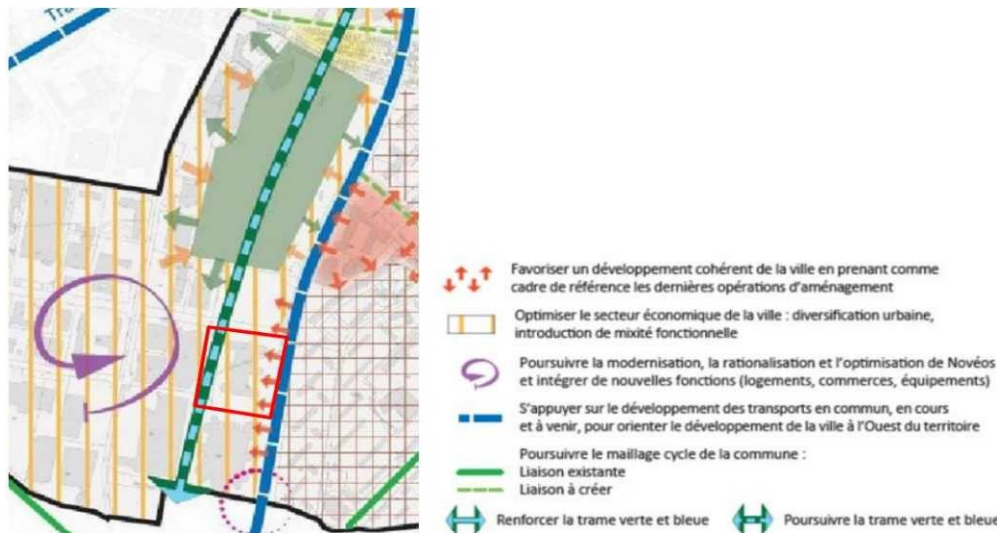 Tra
Favoriser un développement cohérent de la ville en prenant comme
cadre de référence les dernières opérations d'aménagement
Optimiser le secteur économique de la ville : diversification urbaine,
introduction de mixité fonctionnelle
Poursuivre la modernisation, la rationalisation et l'optimisation de Novéos
et intégrer de nouvelles fonctions (logements, commerces, équipements)
S'appuyer sur le développement des transports en commun, en cours
et à venir, pour orienter le développement de la ville à l'Ouest du territoire
Poursuivre le maillage cycle de la commune :
Liaison existante
Liaison à créer
Renforcer la trame verte et bleue Poursuivre la trame verte et bleue